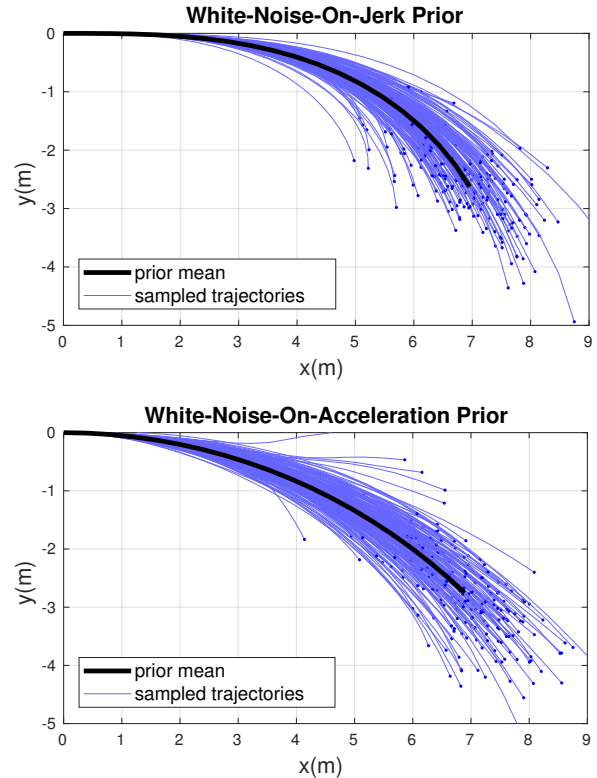 White-Noise-On-Jerk Prior
0
-1
-2
-3
-4
-5
y(m)
prior mean
sampled trajectories
0 1 2 3 4 5 6 7 8 9
x(m)
White-Noise-On-Acceleration Prior
0
-1
-2
-3
-4
-5
y(m)
prior mean
sampled trajectories
0 1 2 3 4 5 6 7 8 9
x(m)